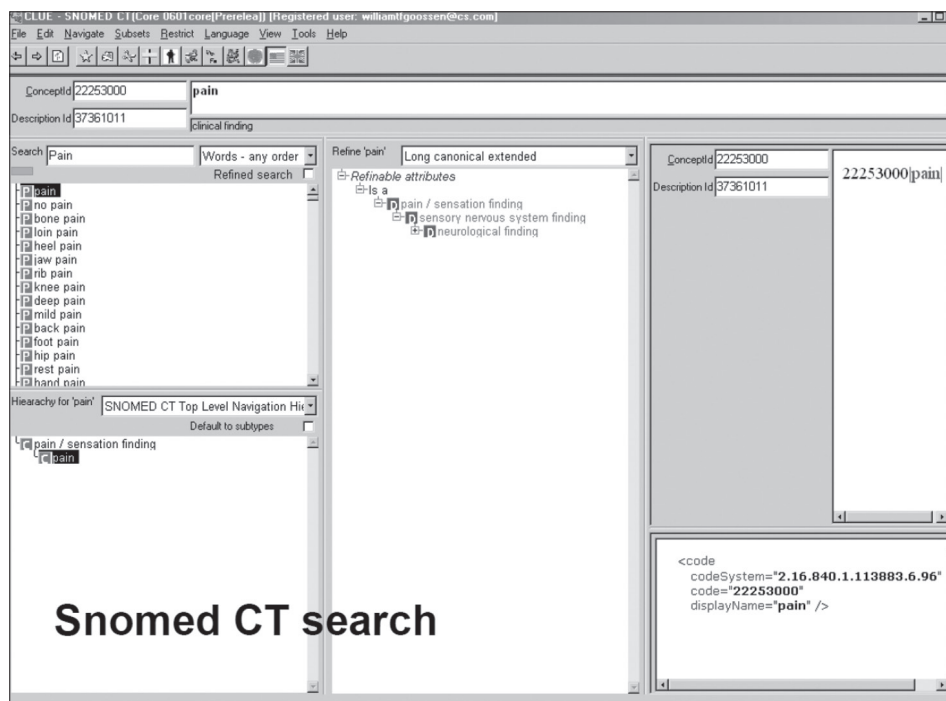 CLUE - SNOMED CT[Core 0601core[Prerelea]] [Registered user: williamtfgoossen@cs.com]
File Edit Navigate Subsets Restrict Language View Tools Help
ConceptId 22253000 pain
Description Id 37361011 clinical finding
Search Pain Words - any order
Refined search
pain
no pain
bone pain
loin pain
heel pain
jaw pain
rib pain
knee pain
deep pain
mild pain
back pain
foot pain
hip pain
rest pain
hand pain
Hiearachy for 'pain' SNOMED CT Top Level Navigation Hie
Default to subtypes
pain / sensation finding
pain
Refine 'pain' Long canonical extended
Refinable attributes
Is a
pain / sensation finding
sensory nervous system finding
neurological finding
ConceptId 22253000
Description Id 37361011
22253000|pain|
<code
codeSystem="2.16.840.1.113883.6.96"
code="22253000"
displayName="pain" />
Snomed CT search